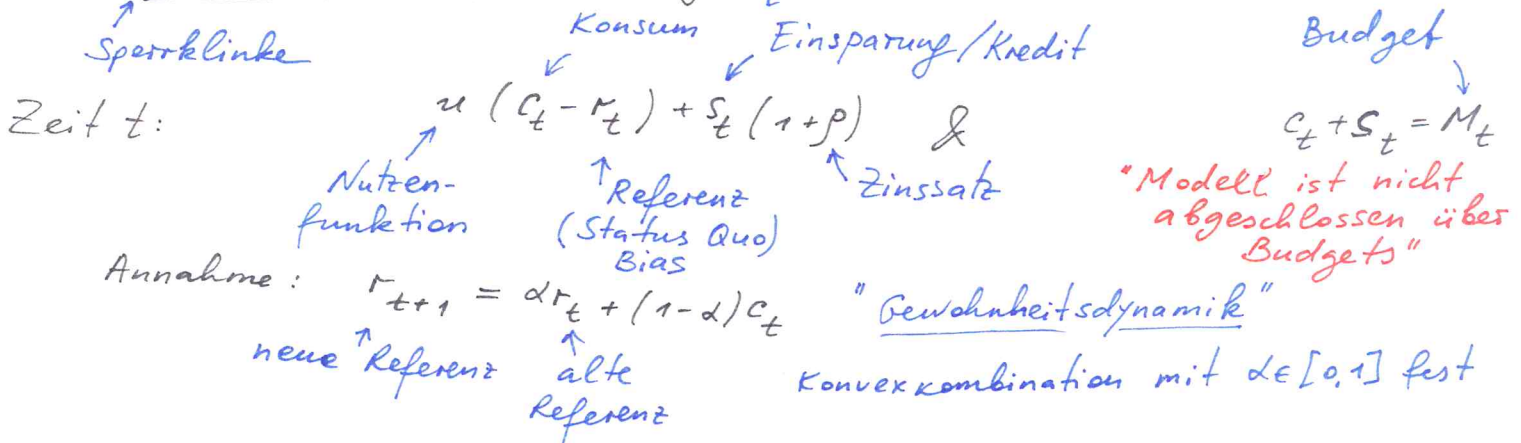 Sperrklinke
Konsum
Einsparung/Kredit
Budget
Zeit t: u (c_t - r_t) + s_t (1+ρ) & c_t + s_t = M_t
Nutzen-
funktion
Referenz
(Status Quo)
Bias
Zinssatz
"Modell ist nicht
abgeschlossen über
Budgets"
Annahme: r_{t+1} = αr_t + (1-α)c_t "Gewohnheitsdynamik"
neue Referenz
alte
Referenz
Konvexkombination mit α∈[0,1] fest